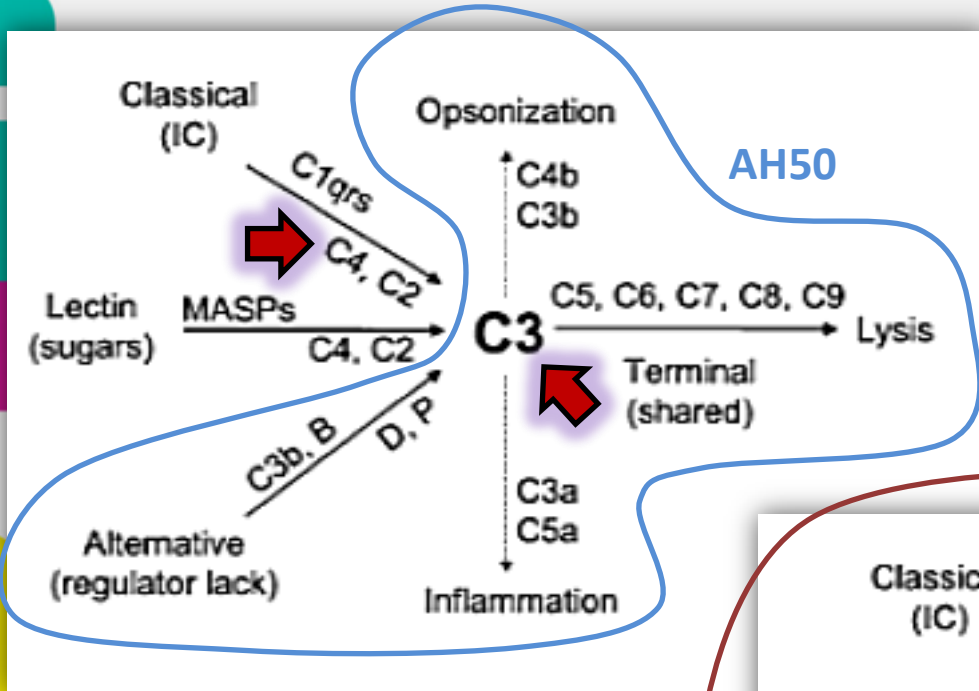 Classical
(IC)
C1qrs
C4, C2
Opsonization
C4b
C3b
AH50
Lectin
(sugars)
MASPs
C4, C2
C3
C5, C6, C7, C8, C9
Lysis
Terminal
(shared)
C3b, B
D, P
Alternative
(regulator lack)
C3a
C5a
Inflammation
Classic
(IC)